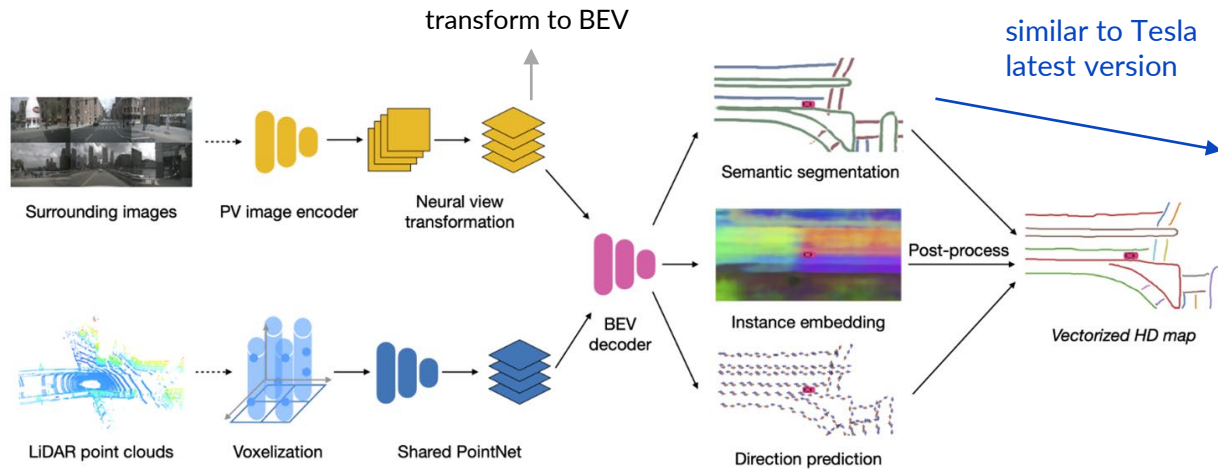 transform to BEV
similar to Tesla
latest version
Surrounding images
PV image encoder
Neural view
transformation
Semantic segmentation
BEV
decoder
Instance embedding
Post-process
Vectorized HD map
LiDAR point clouds
Voxelization
Shared PointNet
Direction prediction